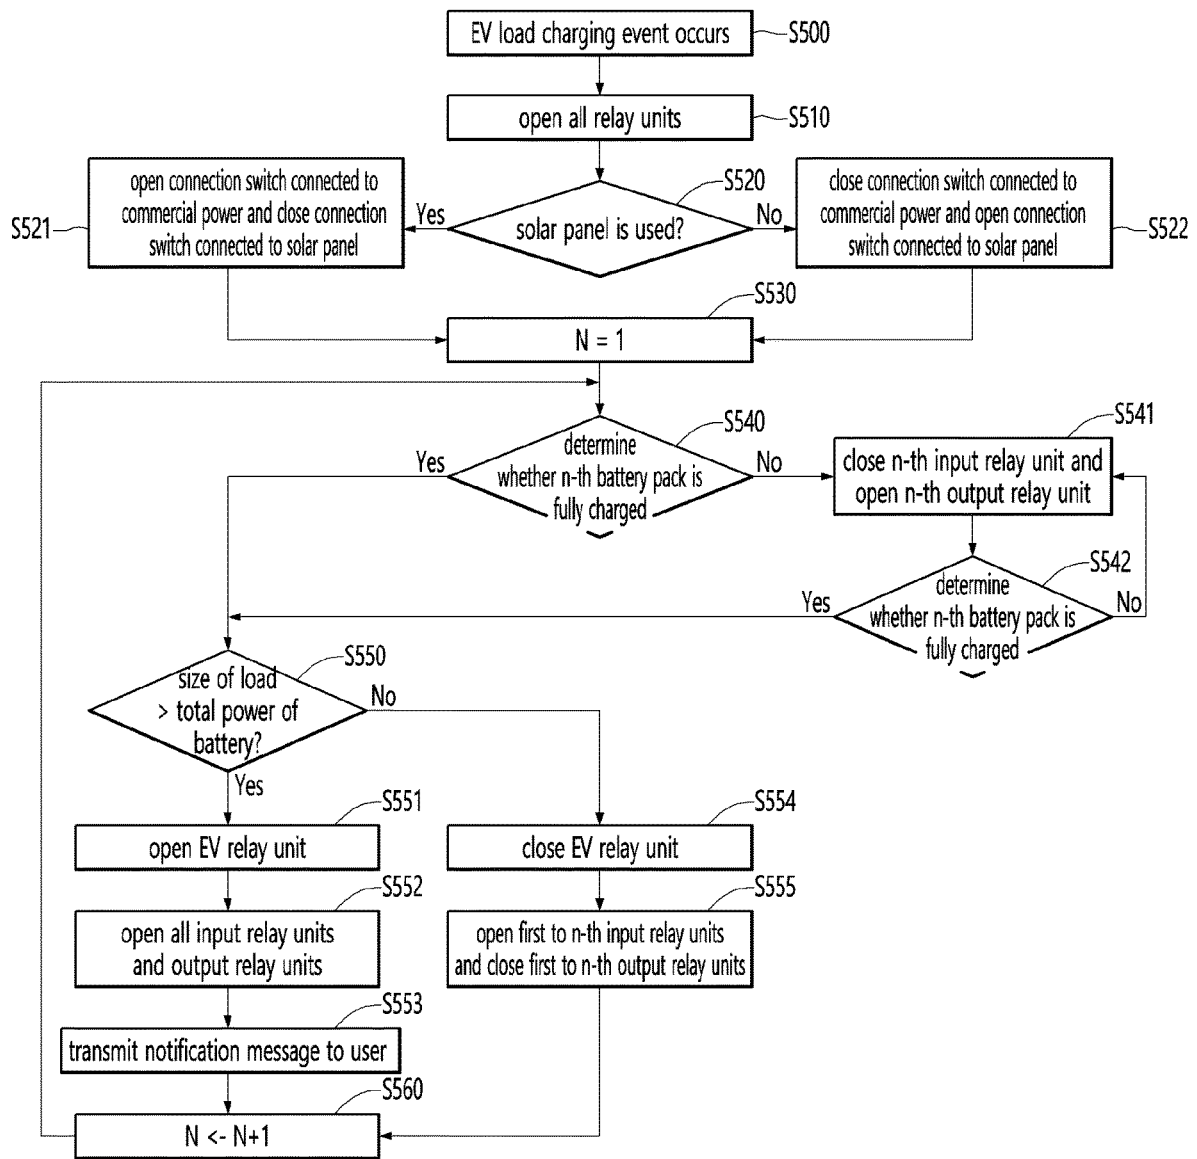 EV load charging event occurs
S500
open all relay units
S510
S520
solar panel is used?
Yes
No
open connection switch connected to
commercial power and close connection
switch connected to solar panel
S521
close connection switch connected to
commercial power and open connection
switch connected to solar panel
S522
S530
N = 1
S540
determine
whether n-th battery pack is
fully charged
Yes
No
S541
close n-th input relay unit and
open n-th output relay unit
S542
determine
whether n-th battery pack is
fully charged
Yes
No
S550
size of load
> total power of
battery?
No
Yes
S551
open EV relay unit
S554
close EV relay unit
S552
open all input relay units
and output relay units
S555
open first to n-th input relay units
and close first to n-th output relay units
S553
transmit notification message to user
S560
N <- N+1